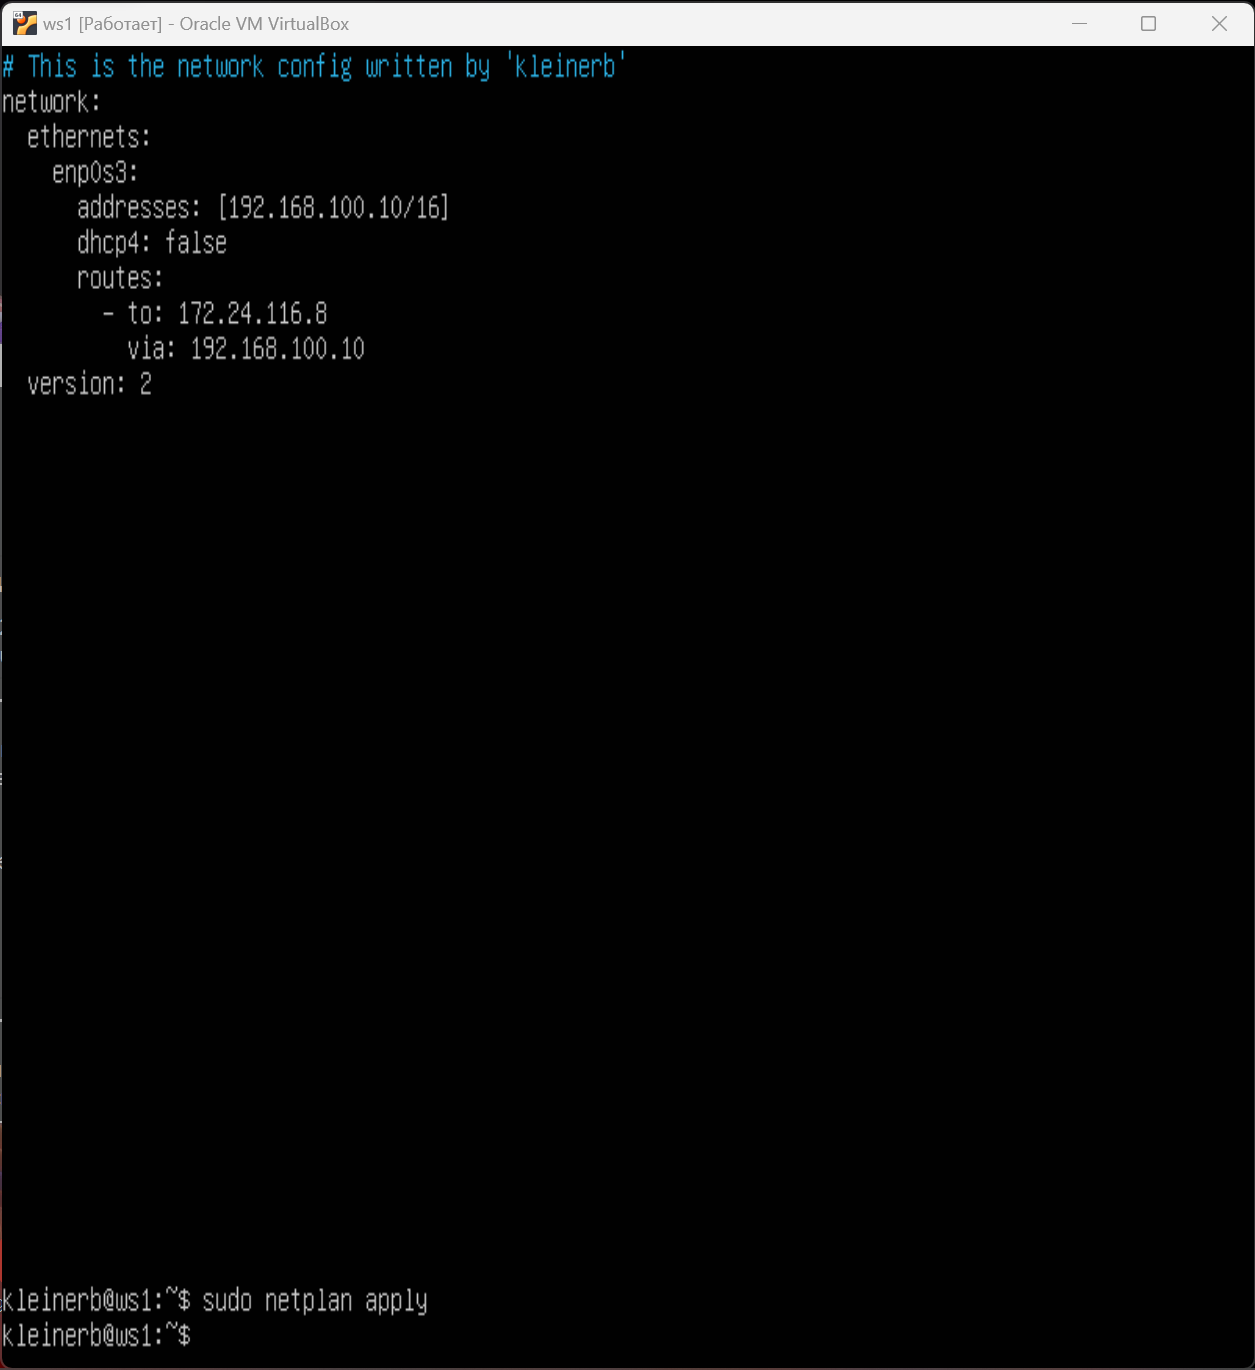 ws1 [Работает] - Oracle VM VirtualBox
# This is the network config written by 'kleinerb'
network:
  ethernets:
    enp0s3:
      addresses: [192.168.100.10/16]
      dhcp4: false
      routes:
        - to: 172.24.116.8
          via: 192.168.100.10
  version: 2
kleinerb@ws1:~$ sudo netplan apply
kleinerb@ws1:~$